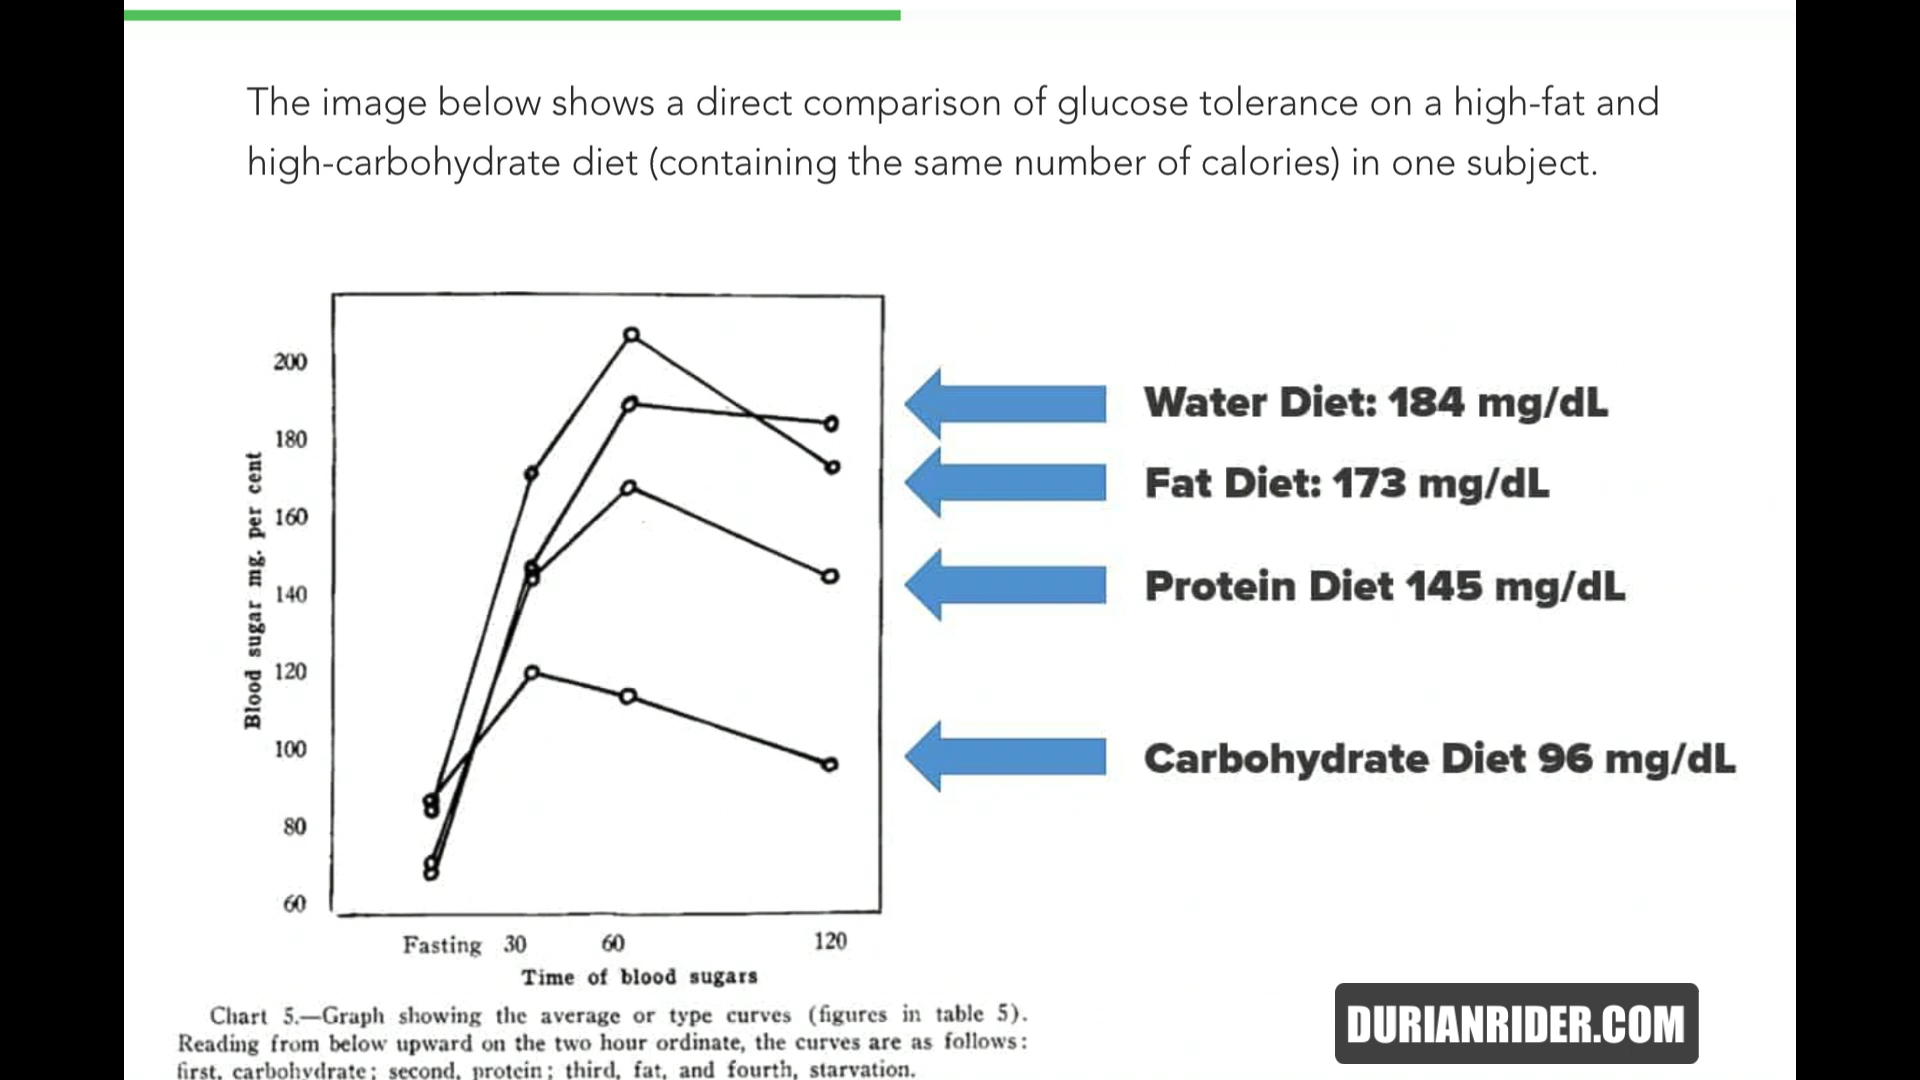 The image below shows a direct comparison of glucose tolerance on a high-fat and
high-carbohydrate diet (containing the same number of calories) in one subject.
200
180
160
140
120
100
80
60
Blood sugar mg. per cent
Fasting 30 60 120
Time of blood sugars
Water Diet: 184 mg/dL
Fat Diet: 173 mg/dL
Protein Diet 145 mg/dL
Carbohydrate Diet 96 mg/dL
Chart 5.—Graph showing the average or type curves (figures in table 5).
Reading from below upward on the two hour ordinate, the curves are as follows:
first, carbohydrate; second, protein; third, fat, and fourth, starvation.
DURIANRIDER.COM